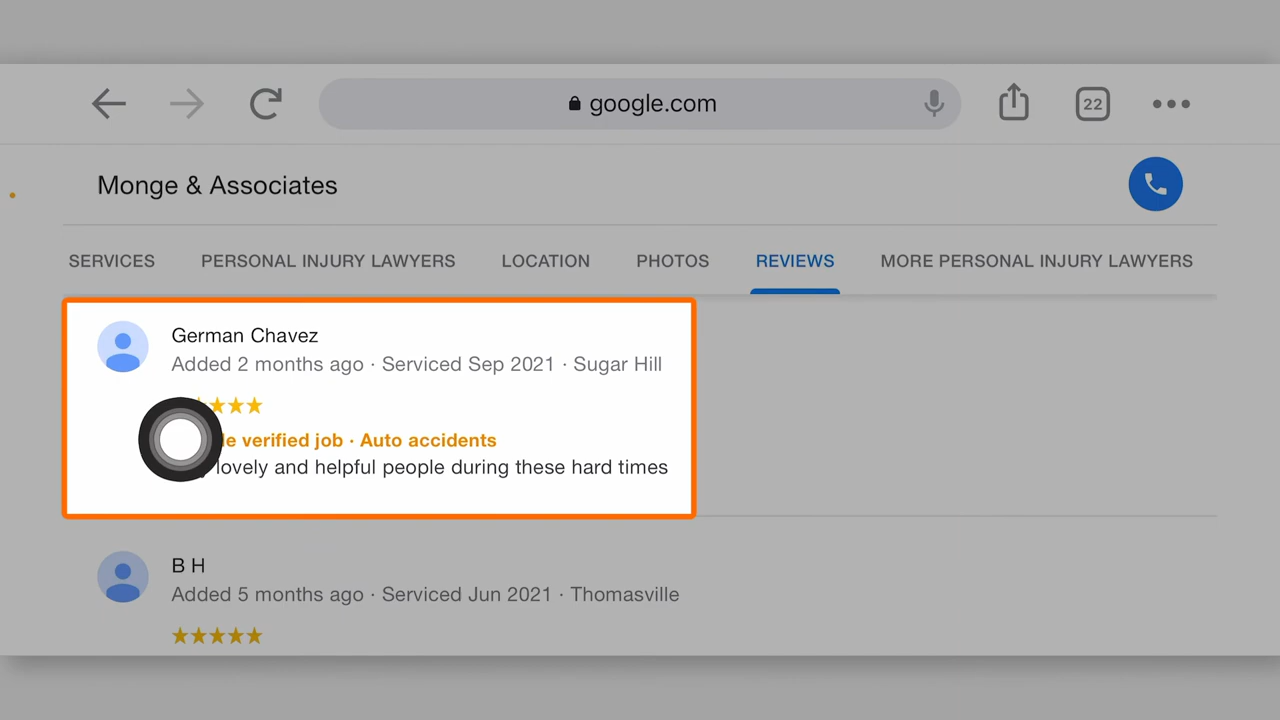 google.com
22
Monge & Associates
SERVICES PERSONAL INJURY LAWYERS LOCATION PHOTOS REVIEWS MORE PERSONAL INJURY LAWYERS
German Chavez
Added 2 months ago · Serviced Sep 2021 · Sugar Hill
verified job · Auto accidents
lovely and helpful people during these hard times
B H
Added 5 months ago · Serviced Jun 2021 · Thomasville